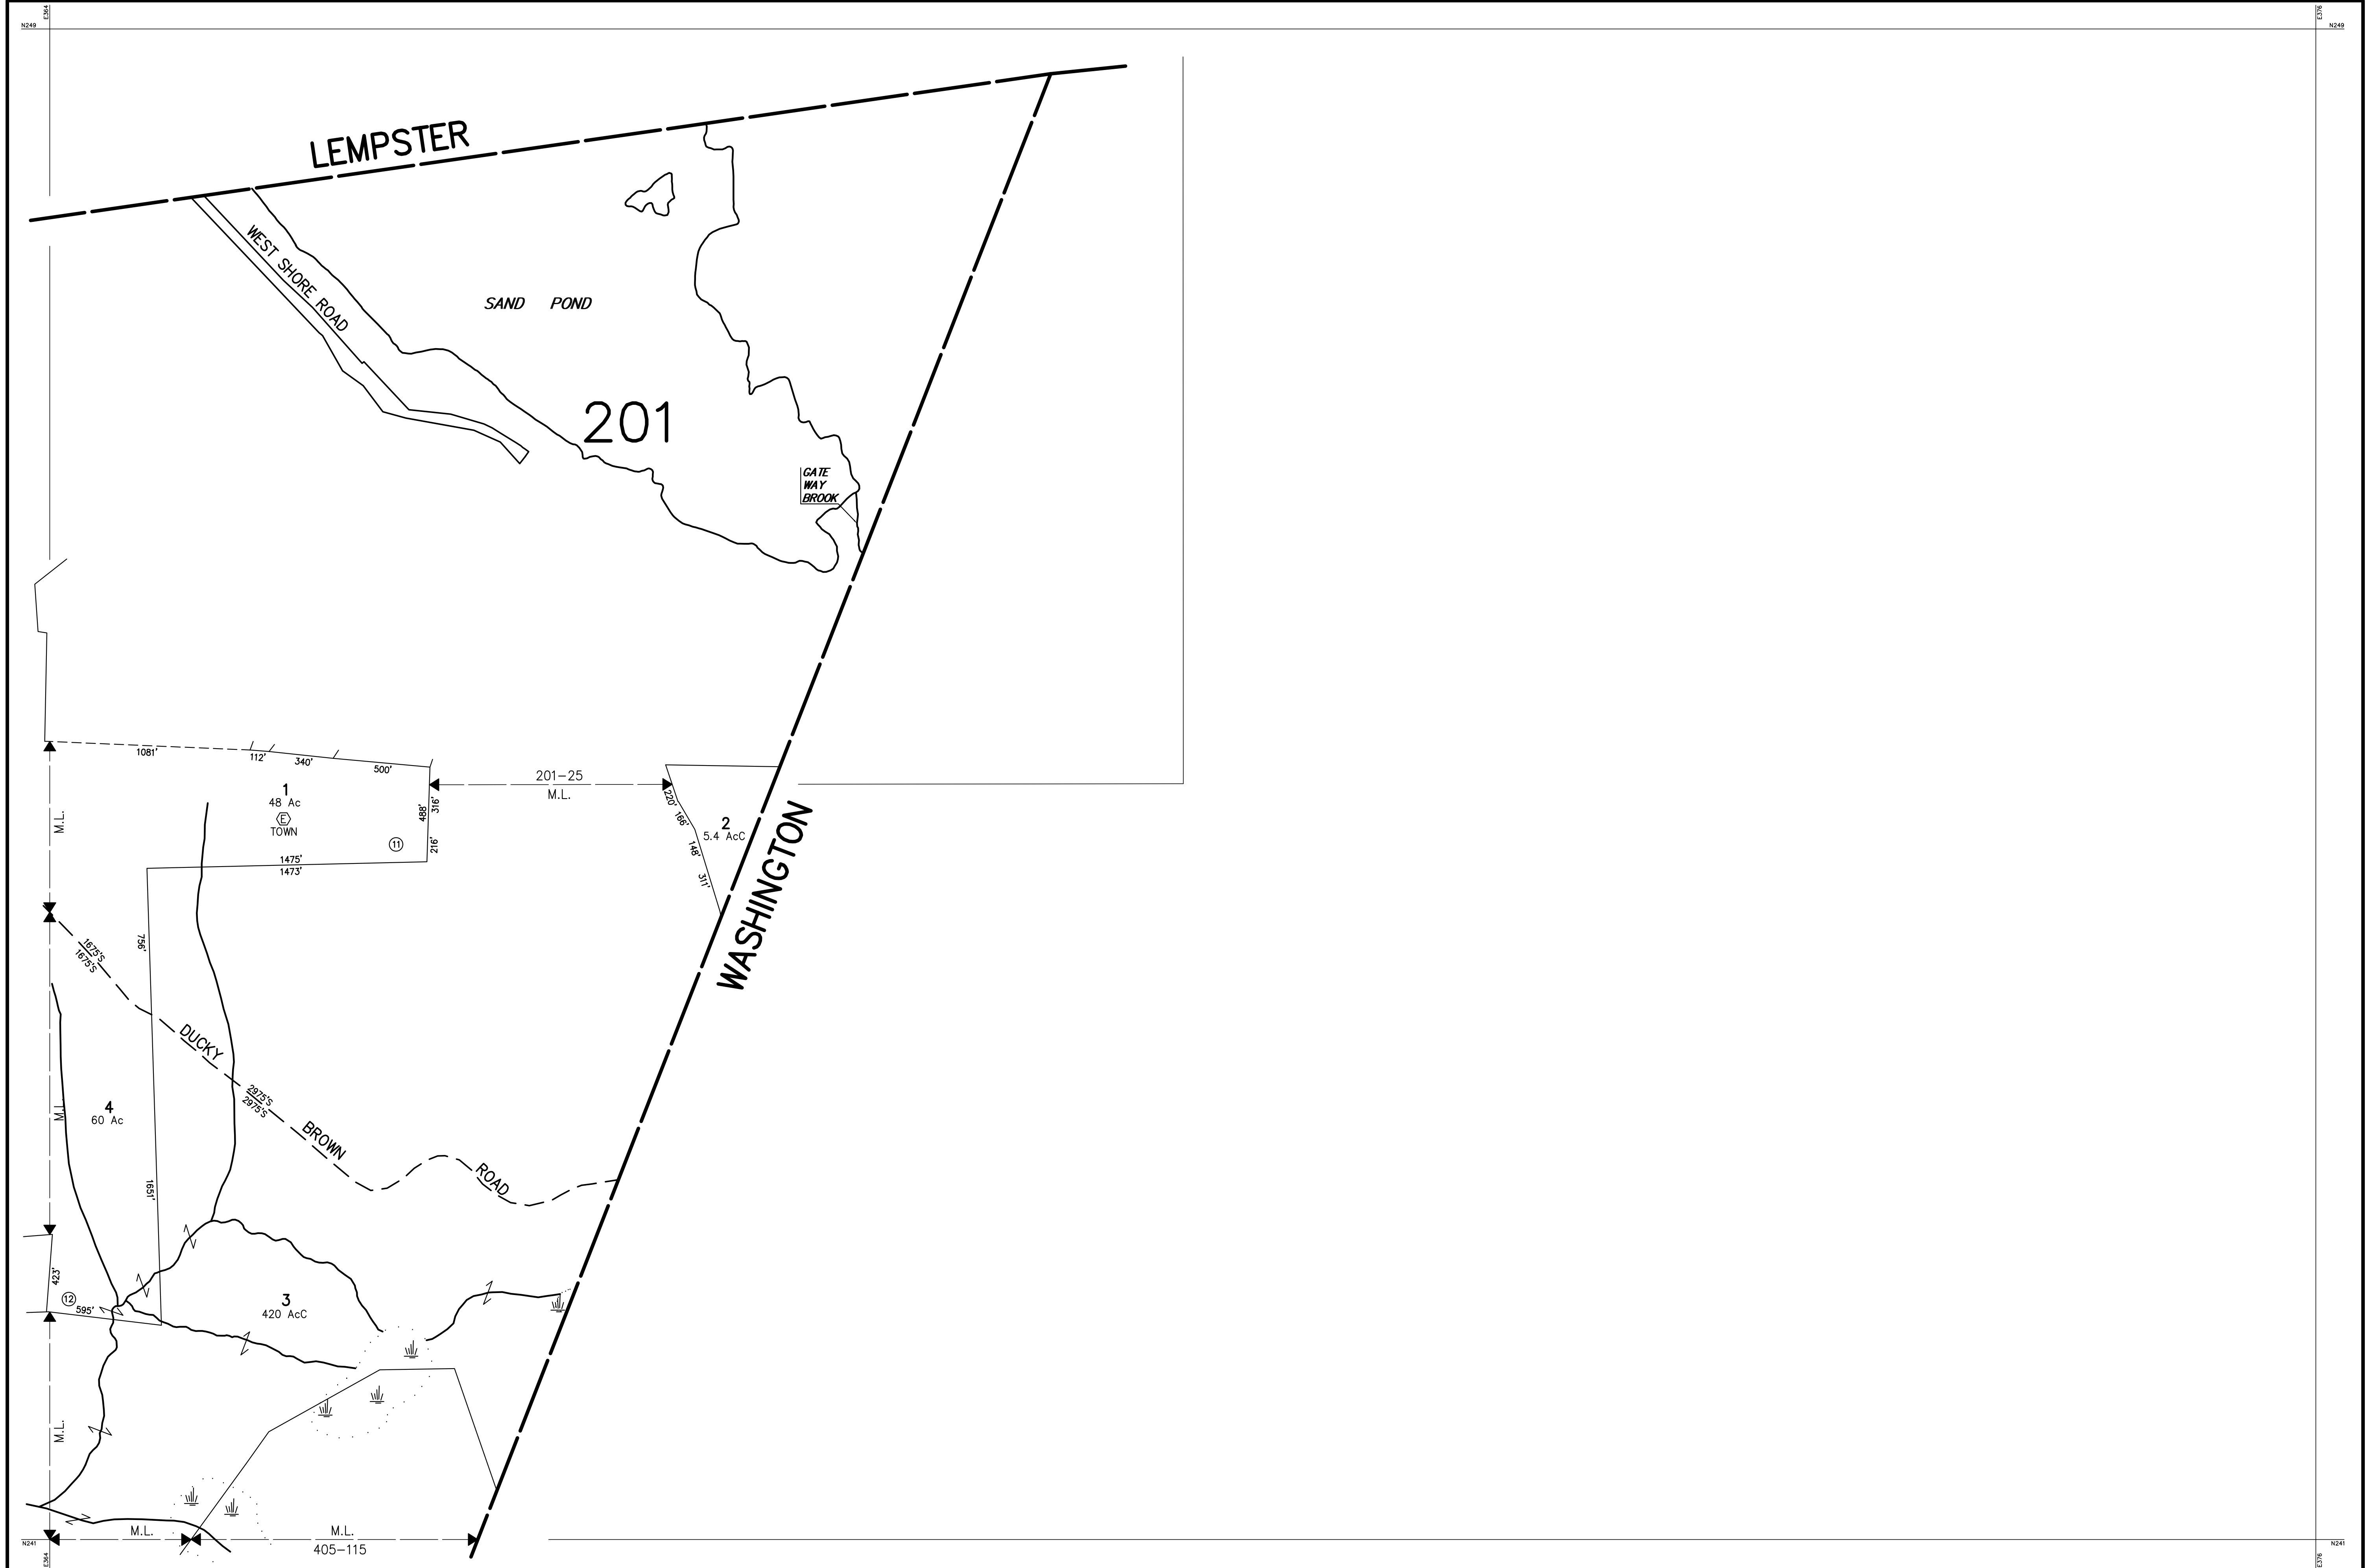 E364
N249
E376
N249
LEMPSTER
WEST SHORE ROAD
SAND POND
201
GATE
WAY
BROOK
1081'
112'
340'
500'
1
48 Ac
E
TOWN
11
488'
316'
216'
1475'
1473'
201-25
M.L.
220'
166'
148'
311'
2
5.4 AcC
WASHINGTON
M.L.
756'
1675'S
1675'S
DUCKY
2975'S
2975'S
BROWN
ROAD
M.L.
4
60 Ac
1651'
423'
12
595'
3
420 AcC
M.L.
M.L.
M.L.
405-115
N241
E364
E376
N241